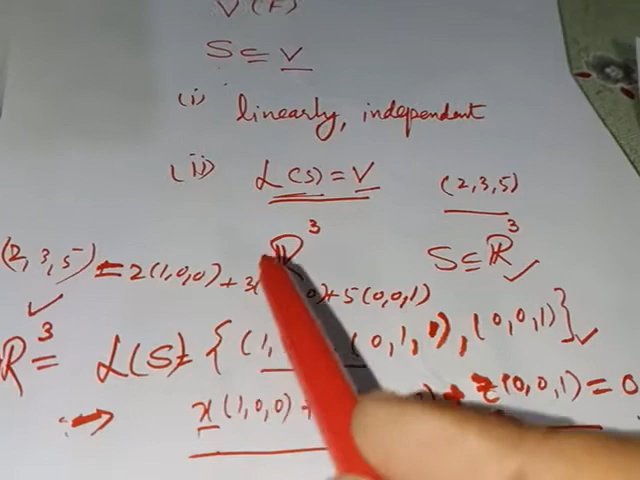 V(F)
S ⊆ V
(i) linearly, independent
(ii) L(S) = V (2,3,5)
R³ S ⊆ R³
(2,3,5) = 2(1,0,0) + 3( 0) + 5(0,0,1)
R³ = L(S) = { (1, (0,1,0), (0,0,1) }
⇒ x(1,0,0) + ) + z(0,0,1) = 0